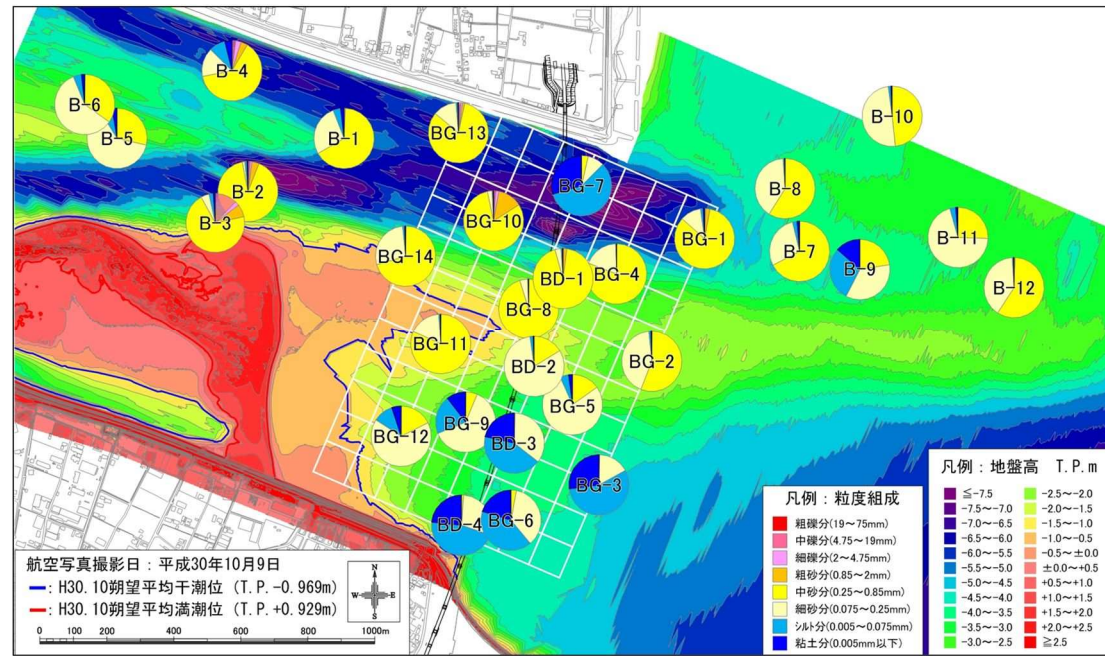 B-4
B-6
B-5
B-1
BG-13
B-10
BG-7
B-8
B-2
B-3
BG-10
BG-14
BG-1
B-7
B-11
B-9
BD-1
BG-4
B-12
BG-8
BG-11
BD-2
BG-2
BG-5
BG-9
BG-12
BD-3
BG-3
BD-4
BG-6
航空写真撮影日：平成30年10月9日
: H30.10朔望平均干潮位 (T.P.-0.969m)
: H30.10朔望平均満潮位 (T.P.+0.929m)
0 200 400 600 800 1000m
N
W E
S
凡例：粒度組成
粗礫分(19～75mm)
中礫分(4.75～19mm)
細礫分(2～4.75mm)
粗砂分(0.85～2mm)
中砂分(0.25～0.85mm)
細砂分(0.075～0.25mm)
シルト分(0.005～0.075mm)
粘土分(0.005mm以下)
凡例：地盤高 T.P.m
≦-7.5
-7.5～-7.0
-7.0～-6.5
-6.5～-6.0
-6.0～-5.5
-5.5～-5.0
-5.0～-4.5
-4.5～-4.0
-4.0～-3.5
-3.5～-3.0
-3.0～-2.5
-2.5～-2.0
-2.0～-1.5
-1.5～-1.0
-1.0～-0.5
-0.5～±0.0
±0.0～+0.5
+0.5～+1.0
+1.0～+1.5
+1.5～+2.0
+2.0～+2.5
≧2.5